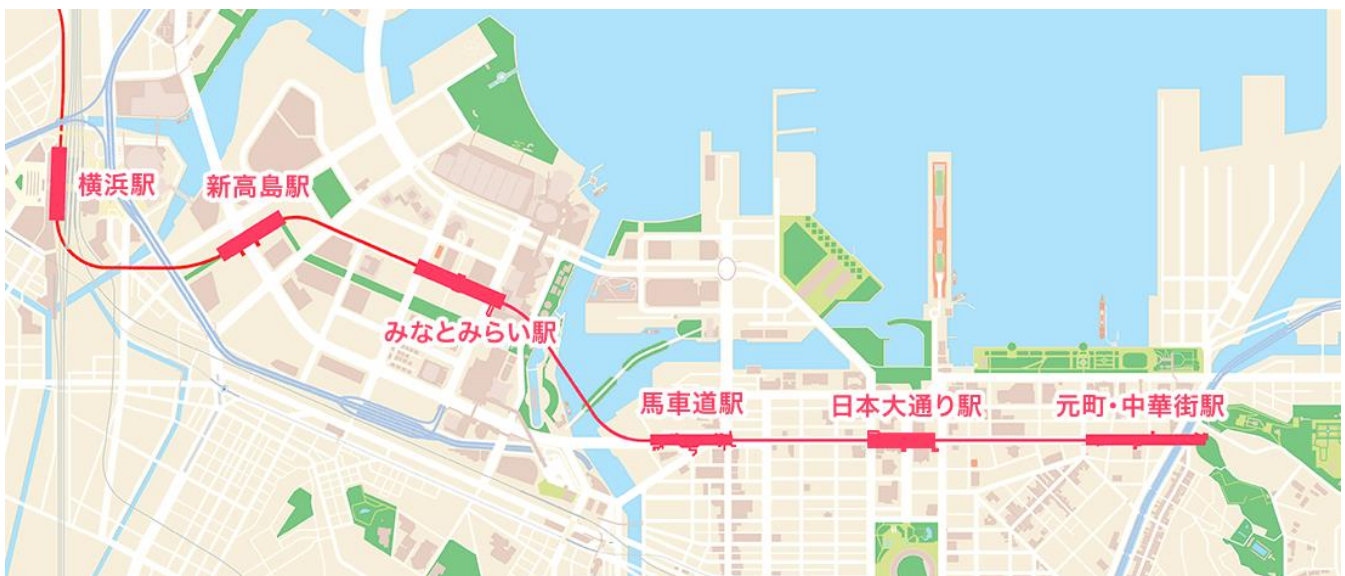 横浜駅
新高島駅
みなとみらい駅
馬車道駅
日本大通り駅
元町・中華街駅